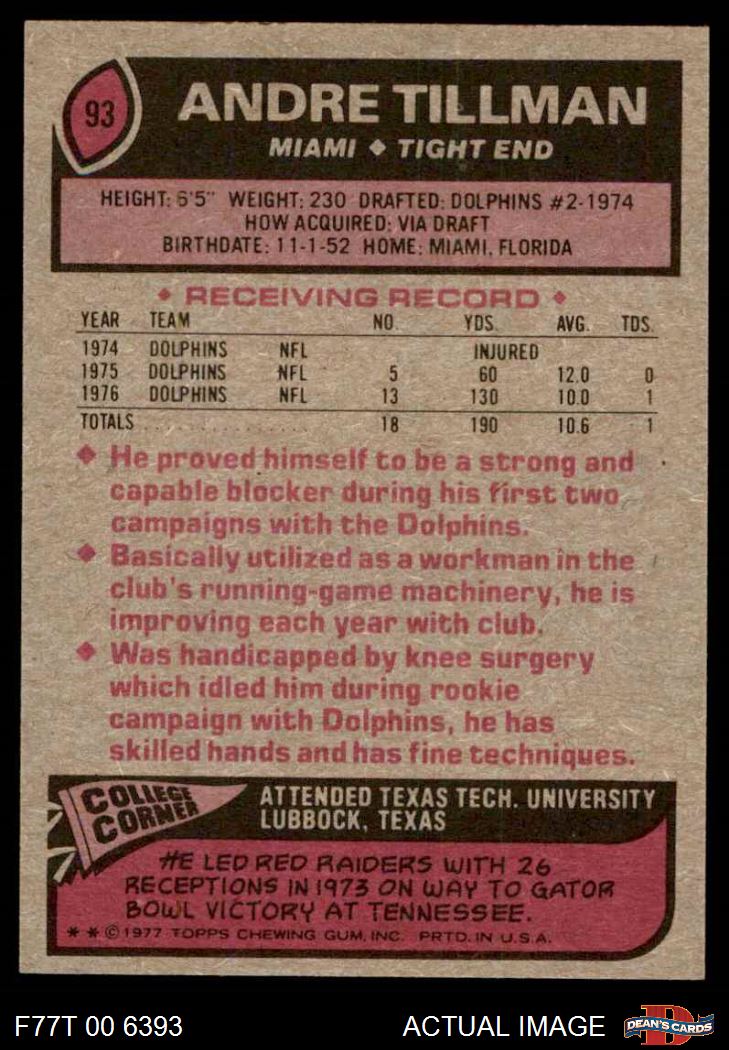 93
ANDRE TILLMAN
MIAMI ◆ TIGHT END
HEIGHT: 6'5" WEIGHT: 230 DRAFTED: DOLPHINS #2-1974
HOW ACQUIRED: VIA DRAFT
BIRTHDATE: 11-1-52 HOME: MIAMI, FLORIDA
◆ RECEIVING RECORD ◆
YEAR TEAM NO. YDS. AVG. TDS.
1974 DOLPHINS NFL INJURED
1975 DOLPHINS NFL 5 60 12.0 0
1976 DOLPHINS NFL 13 130 10.0 1
TOTALS . . . . . . . . . . . . . . . 18 190 10.6 1
◆ He proved himself to be a strong and
capable blocker during his first two
campaigns with the Dolphins.
◆ Basically utilized as a workman in the
club's running-game machinery, he is
improving each year with club.
◆ Was handicapped by knee surgery
which idled him during rookie
campaign with Dolphins, he has
skilled hands and has fine techniques.
COLLEGE
CORNER
ATTENDED TEXAS TECH. UNIVERSITY
LUBBOCK, TEXAS
HE LED RED RAIDERS WITH 26
RECEPTIONS IN 1973 ON WAY TO GATOR
BOWL VICTORY AT TENNESSEE.
* * © 1977 TOPPS CHEWING GUM, INC. PRTD. IN U.S.A.
F77T 00 6393 ACTUAL IMAGE
D
DEAN'S CARDS